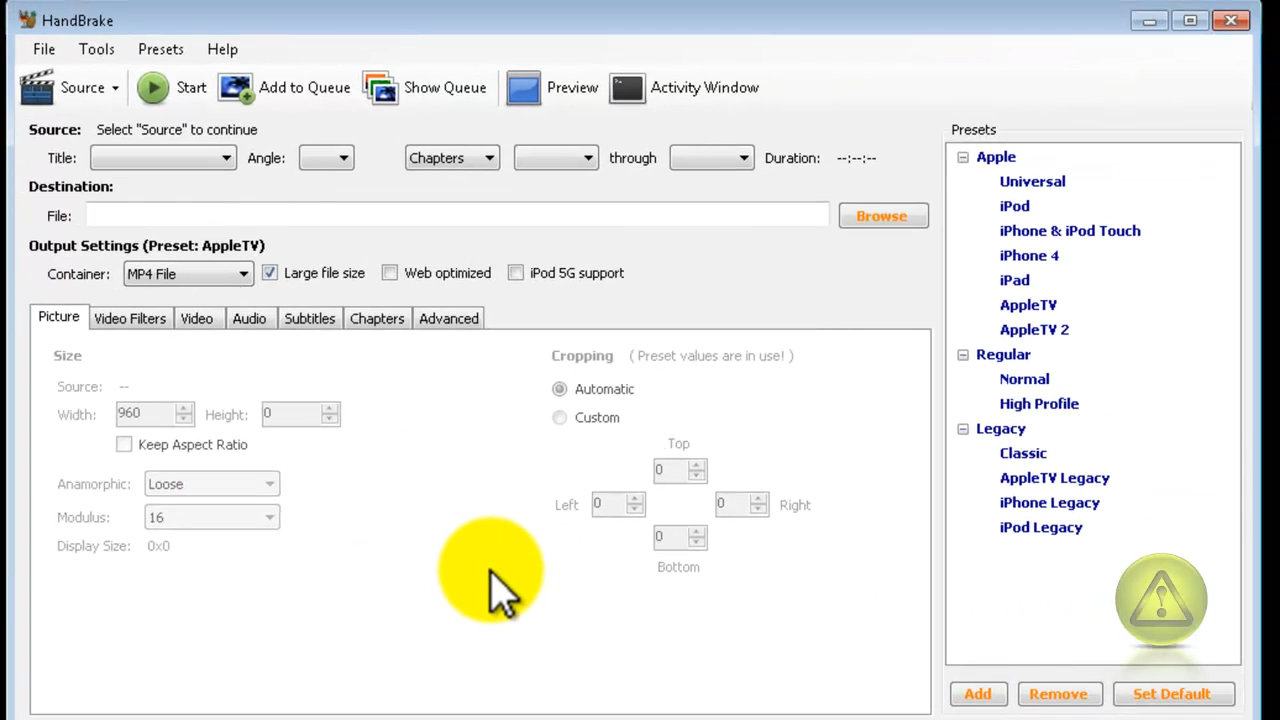 HandBrake
File Tools Presets Help
Source Start Add to Queue Show Queue Preview Activity Window
Source: Select "Source" to continue
Title: Angle: Chapters through Duration: --:--:--
Destination:
File: Browse
Output Settings (Preset: AppleTV)
Container: MP4 File Large file size Web optimized iPod 5G support
Picture Video Filters Video Audio Subtitles Chapters Advanced
Size
Source: --
Width: 960 Height: 0
Keep Aspect Ratio
Anamorphic: Loose
Modulus: 16
Display Size: 0x0
Cropping ( Preset values are in use! )
Automatic
Custom
Top
0
Left 0 0 Right
0
Bottom
Presets
Apple
Universal
iPod
iPhone & iPod Touch
iPhone 4
iPad
AppleTV
AppleTV 2
Regular
Normal
High Profile
Legacy
Classic
AppleTV Legacy
iPhone Legacy
iPod Legacy
Add Remove Set Default